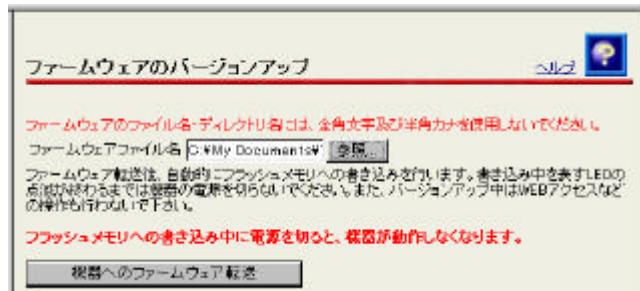 ファームウェアのバージョンアップ
ヘルプ
ファームウェアのファイル名・ディレクトリ名には、全角文字及び半角カナを使用しないでください。
ファームウェアファイル名 C:¥My Documents¥ 参照...
ファームウェア転送後、自動的にフラッシュメモリへの書き込みを行います。書き込み中を表すLEDの
点滅が終わるまでは機器の電源を切らないでください。また、バージョンアップ中はWEBアクセスなど
の操作も行わないで下さい。
フラッシュメモリへの書き込み中に電源を切ると、機器が動作しなくなります。
機器へのファームウェア転送